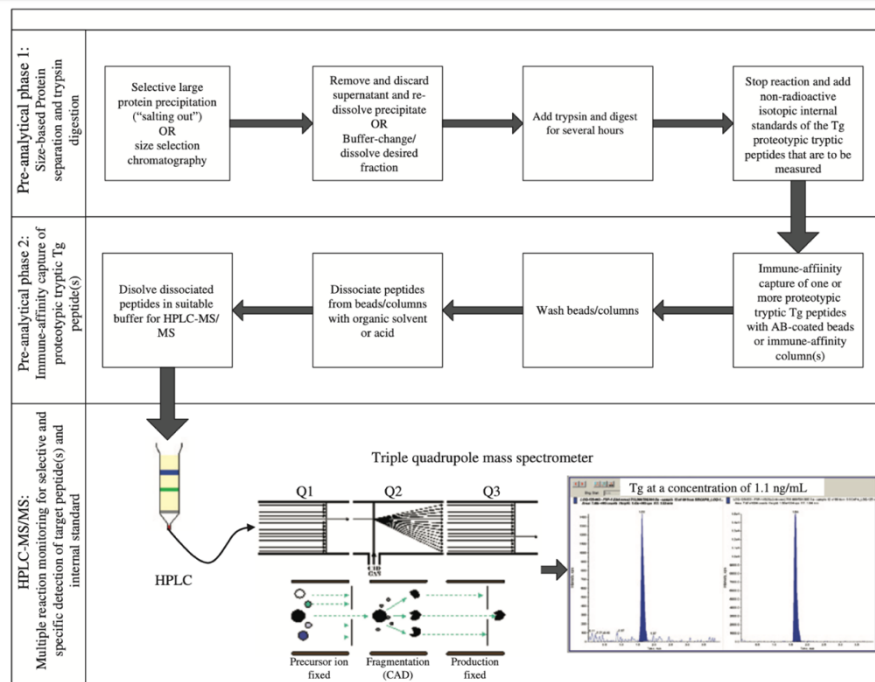 Pre-analytical phase 1:
Size-based Protein
separation and trypsin
digestion
Selective large
protein precipitation
("salting out")
OR
size selection
chromatography
Remove and discard
supernatant and re-
dissolve precipitate
OR
Buffer-change/
dissolve desired
fraction
Add trypsin and digest
for several hours
Stop reaction and add
non-radioactive
isotopic internal
standards of the Tg
proteotypic tryptic
peptides that are to be
measured
Pre-analytical phase 2:
Immune-affinity capture of
proteotypic tryptic Tg
peptide(s)
Disolve dissociated
peptides in suitable
buffer for HPLC-MS/
MS
Dissociate peptides
from beads/columns
with organic solvent
or acid
Wash beads/columns
Immune-affiinity
capture of one or
more proteotypic
tryptic Tg peptides
with AB-coated beads
or immune-affinity
column(s)
HPLC-MS/MS:
Multiple reaction monitoring for selective and
specific detection of target peptide(s) and
internal standard
HPLC
Triple quadrupole mass spectrometer
Q1
Q2
Q3
CAD
GAS
Precursor ion
fixed
Fragmentation
(CAD)
Production
fixed
Tg at a concentration of 1.1 ng/mL